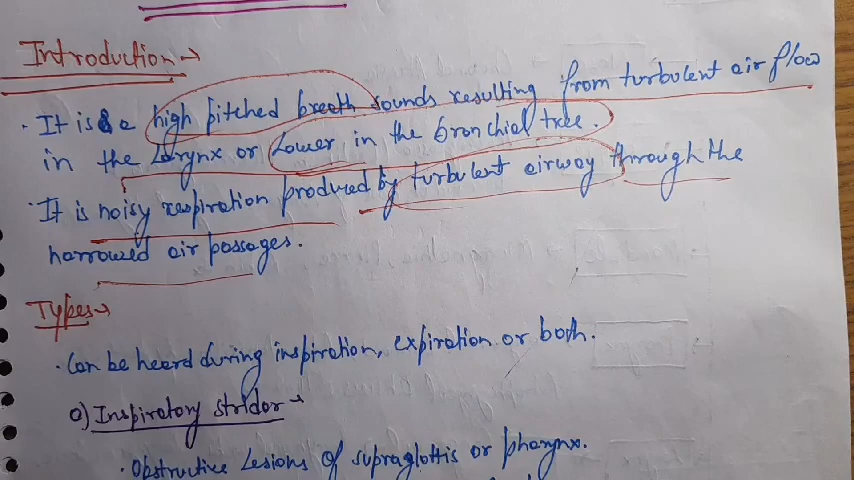 Introduction →
· It is a high pitched breath sounds resulting from turbulent air flow
in the larynx or Lower in the bronchial tree.
· It is noisy respiration produced by turbulent airway through the
narrowed air passages.
Types →
· Can be heard during inspiration, expiration or both.
a) Inspiratory stridor →
· Obstructive Lesions of supraglottis or pharynx.